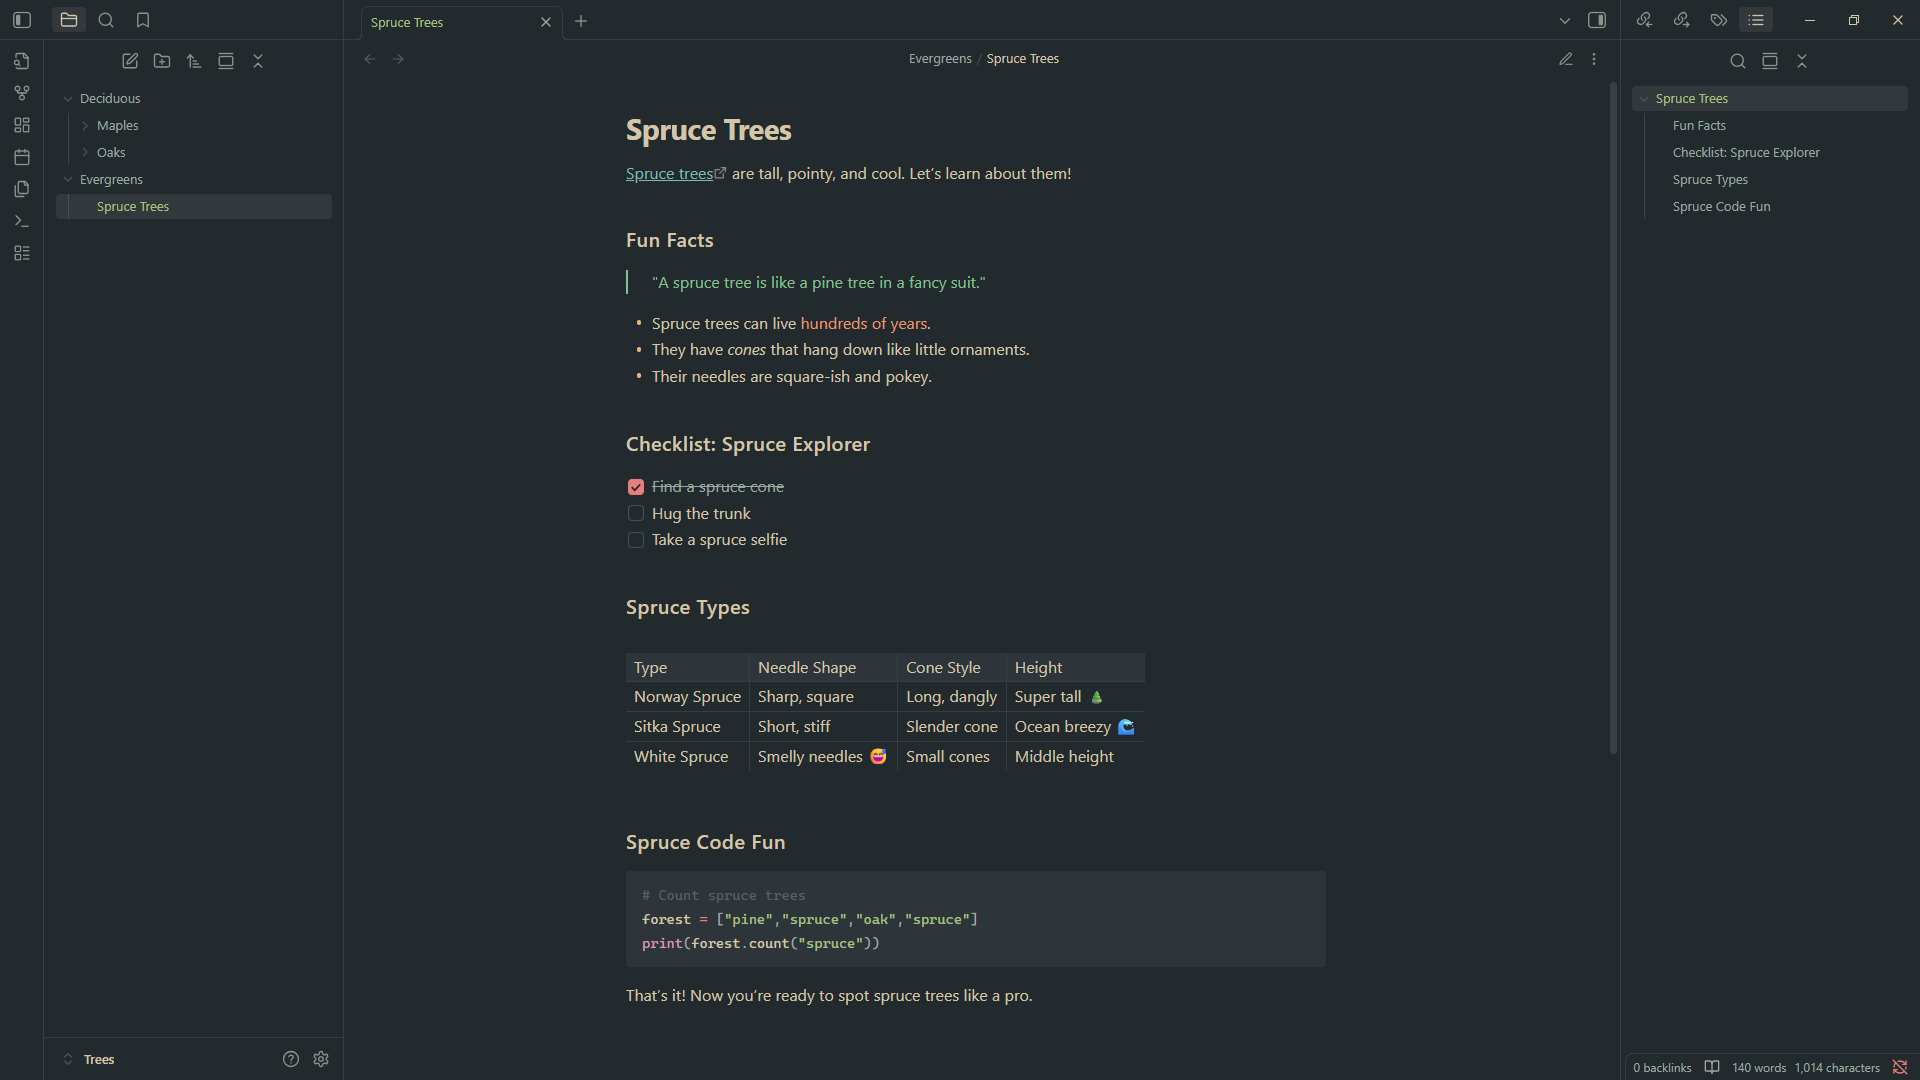 Spruce Trees
Evergreens / Spruce Trees
Deciduous
Maples
Oaks
Evergreens
Spruce Trees
Trees
Spruce Trees
Spruce trees are tall, pointy, and cool. Let's learn about them!
Fun Facts
"A spruce tree is like a pine tree in a fancy suit."
• Spruce trees can live hundreds of years.
• They have cones that hang down like little ornaments.
• Their needles are square-ish and pokey.
Checklist: Spruce Explorer
Find a spruce cone
Hug the trunk
Take a spruce selfie
Spruce Types
Type Needle Shape Cone Style Height
Norway Spruce Sharp, square Long, dangly Super tall 🌲
Sitka Spruce Short, stiff Slender cone Ocean breezy 🌊
White Spruce Smelly needles 😅 Small cones Middle height
Spruce Code Fun
# Count spruce trees
forest = ["pine","spruce","oak","spruce"]
print(forest.count("spruce"))
That's it! Now you're ready to spot spruce trees like a pro.
Spruce Trees
Fun Facts
Checklist: Spruce Explorer
Spruce Types
Spruce Code Fun
0 backlinks 140 words 1,014 characters